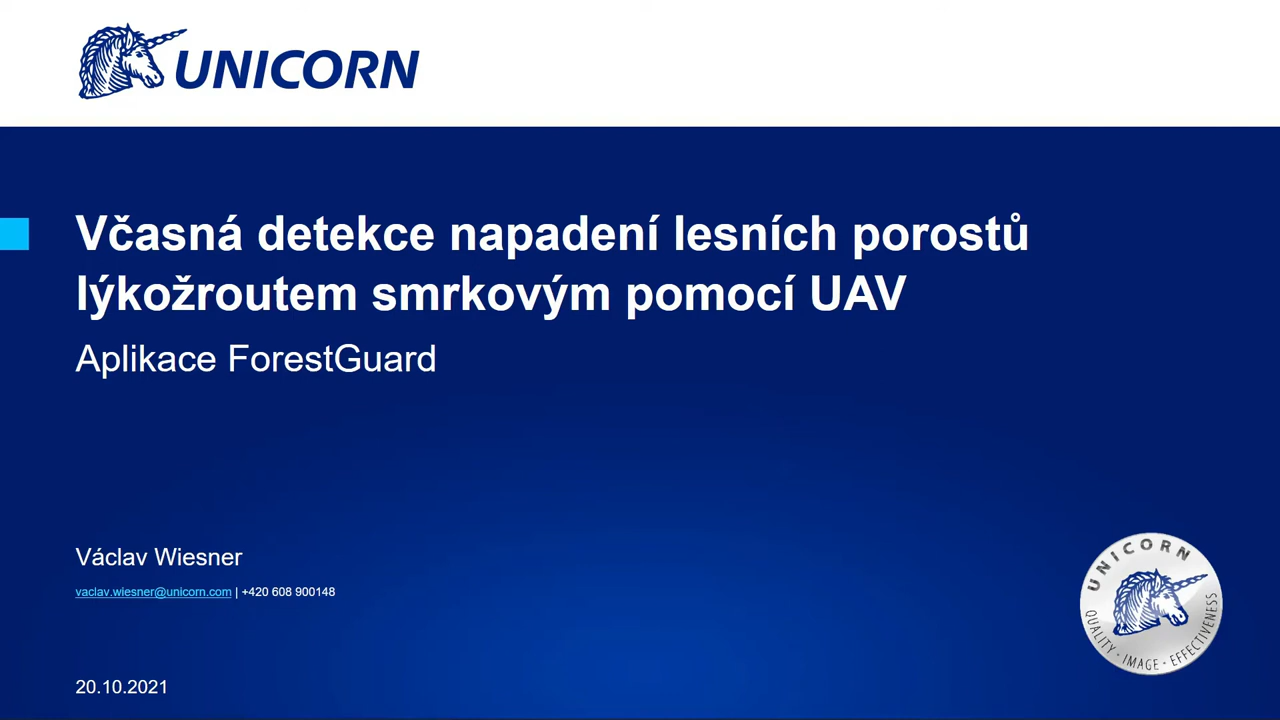 UNICORN
Včasná detekce napadení lesních porostů
lýkožroutem smrkovým pomocí UAV
Aplikace ForestGuard
Václav Wiesner
vaclav.wiesner@unicorn.com | +420 608 900148
UNICORN
QUALITY - IMAGE - EFFECTIVENESS
20.10.2021